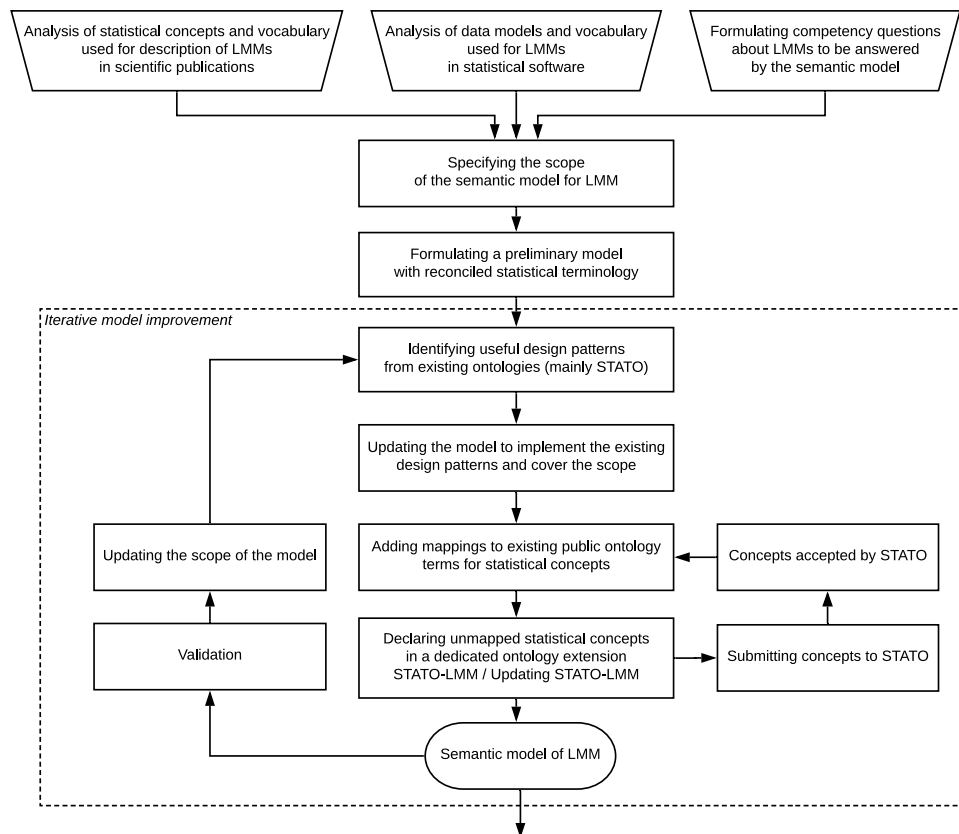 Analysis of statistical concepts and vocabulary
used for description of LMMs
in scientific publications
Analysis of data models and vocabulary
used for LMMs
in statistical software
Formulating competency questions
about LMMs to be answered
by the semantic model
Specifying the scope
of the semantic model for LMM
Formulating a preliminary model
with reconciled statistical terminology
Iterative model improvement
Identifying useful design patterns
from existing ontologies (mainly STATO)
Updating the model to implement the existing
design patterns and cover the scope
Updating the scope of the model
Adding mappings to existing public ontology
terms for statistical concepts
Concepts accepted by STATO
Validation
Declaring unmapped statistical concepts
in a dedicated ontology extension
STATO-LMM / Updating STATO-LMM
Submitting concepts to STATO
Semantic model of LMM